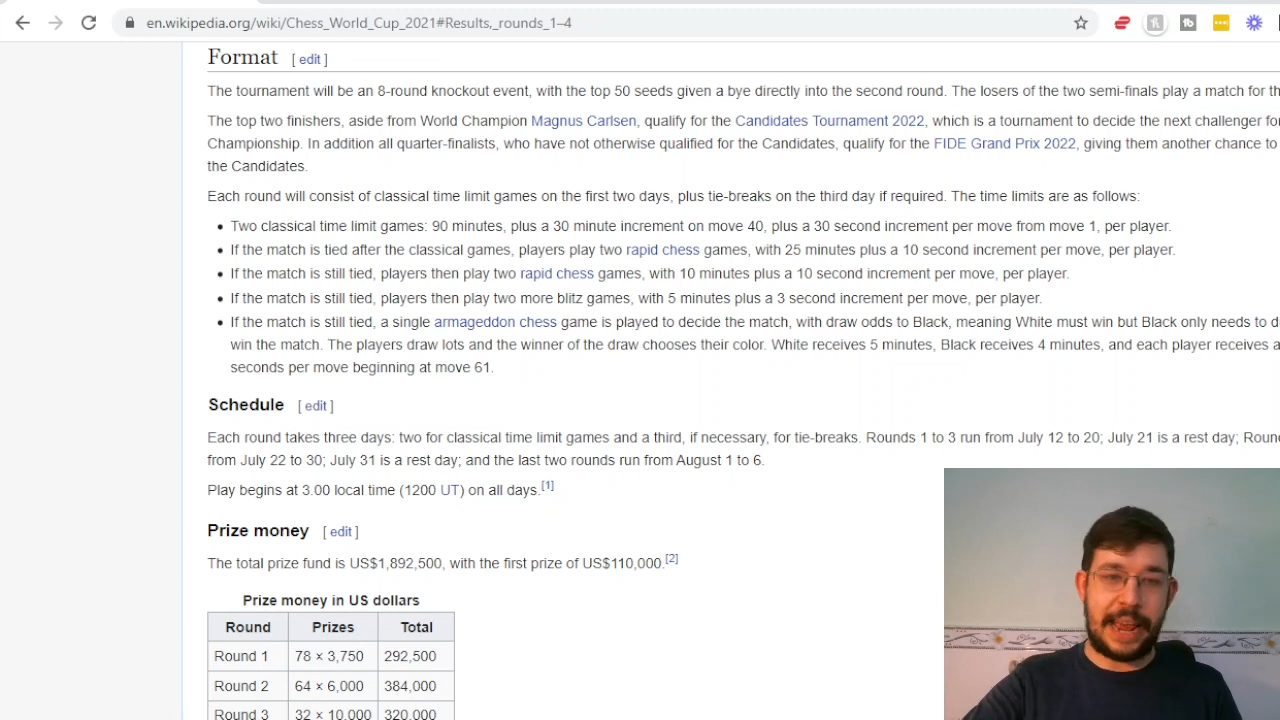 en.wikipedia.org/wiki/Chess_World_Cup_2021#Results,_rounds_1–4
Format [ edit ]
The tournament will be an 8-round knockout event, with the top 50 seeds given a bye directly into the second round. The losers of the two semi-finals play a match for
The top two finishers, aside from World Champion Magnus Carlsen, qualify for the Candidates Tournament 2022, which is a tournament to decide the next challenger
Championship. In addition all quarter-finalists, who have not otherwise qualified for the Candidates, qualify for the FIDE Grand Prix 2022, giving them another chance to
the Candidates.
Each round will consist of classical time limit games on the first two days, plus tie-breaks on the third day if required. The time limits are as follows:
• Two classical time limit games: 90 minutes, plus a 30 minute increment on move 40, plus a 30 second increment per move from move 1, per player.
• If the match is tied after the classical games, players play two rapid chess games, with 25 minutes plus a 10 second increment per move, per player.
• If the match is still tied, players then play two rapid chess games, with 10 minutes plus a 10 second increment per move, per player.
• If the match is still tied, players then play two more blitz games, with 5 minutes plus a 3 second increment per move, per player.
• If the match is still tied, a single armageddon chess game is played to decide the match, with draw odds to Black, meaning White must win but Black only needs to
win the match. The players draw lots and the winner of the draw chooses their color. White receives 5 minutes, Black receives 4 minutes, and each player receives
seconds per move beginning at move 61.
Schedule [ edit ]
Each round takes three days: two for classical time limit games and a third, if necessary, for tie-breaks. Rounds 1 to 3 run from July 12 to 20; July 21 is a rest day;
from July 22 to 30; July 31 is a rest day; and the last two rounds run from August 1 to 6.
Play begins at 3.00 local time (1200 UT) on all days.[1]
Prize money [ edit ]
The total prize fund is US$1,892,500, with the first prize of US$110,000.[2]
Prize money in US dollars
Round Prizes Total
Round 1 78 × 3,750 292,500
Round 2 64 × 6,000 384,000
Round 3 32 × 10,000 320,000